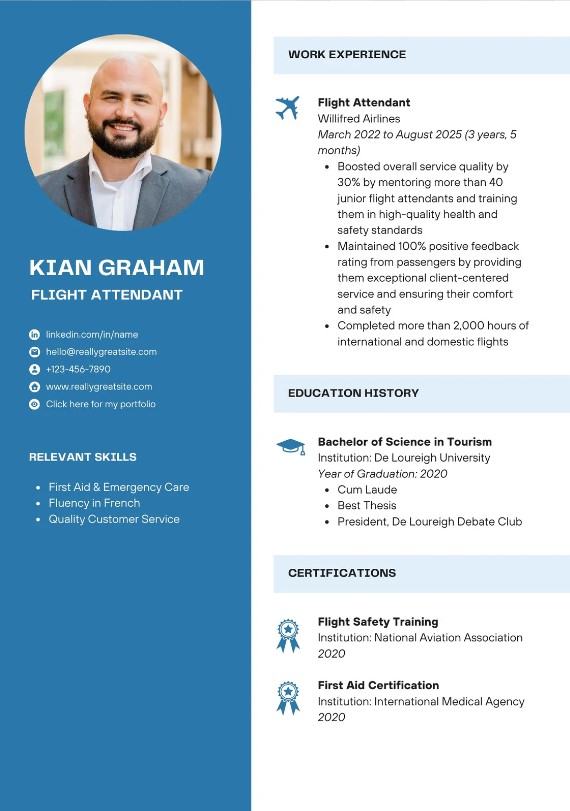 KIAN GRAHAM
FLIGHT ATTENDANT
linkedin.com/in/name
hello@reallygreatsite.com
+123-456-7890
www.reallygreatsite.com
Click here for my portfolio
RELEVANT SKILLS
• First Aid & Emergency Care
• Fluency in French
• Quality Customer Service
WORK EXPERIENCE
Flight Attendant
Willifred Airlines
March 2022 to August 2025 (3 years, 5
months)
• Boosted overall service quality by
30% by mentoring more than 40
junior flight attendants and training
them in high-quality health and
safety standards
• Maintained 100% positive feedback
rating from passengers by providing
them exceptional client-centered
service and ensuring their comfort
and safety
• Completed more than 2,000 hours of
international and domestic flights
EDUCATION HISTORY
Bachelor of Science in Tourism
Institution: De Loureigh University
Year of Graduation: 2020
• Cum Laude
• Best Thesis
• President, De Loureigh Debate Club
CERTIFICATIONS
Flight Safety Training
Institution: National Aviation Association
2020
First Aid Certification
Institution: International Medical Agency
2020